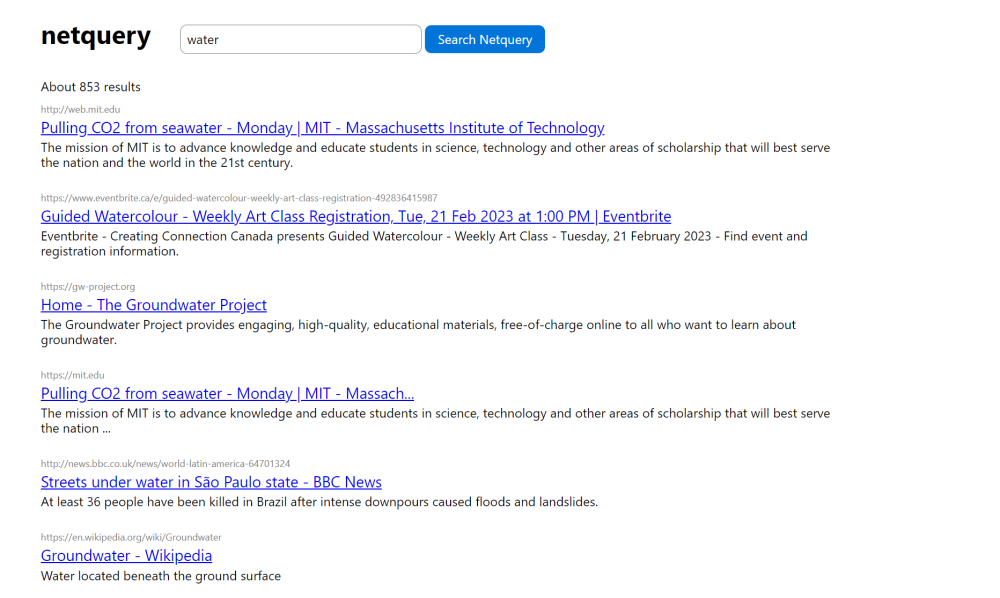 netquery
water
Search Netquery
About 853 results
http://web.mit.edu
Pulling CO2 from seawater - Monday | MIT - Massachusetts Institute of Technology
The mission of MIT is to advance knowledge and educate students in science, technology and other areas of scholarship that will best serve
the nation and the world in the 21st century.
https://www.eventbrite.ca/e/guided-watercolour-weekly-art-class-registration-492836415987
Guided Watercolour - Weekly Art Class Registration, Tue, 21 Feb 2023 at 1:00 PM | Eventbrite
Eventbrite - Creating Connection Canada presents Guided Watercolour - Weekly Art Class - Tuesday, 21 February 2023 - Find event and
registration information.
https://gw-project.org
Home - The Groundwater Project
The Groundwater Project provides engaging, high-quality, educational materials, free-of-charge online to all who want to learn about
groundwater.
https://mit.edu
Pulling CO2 from seawater - Monday | MIT - Massach...
The mission of MIT is to advance knowledge and educate students in science, technology and other areas of scholarship that will best serve
the nation ...
http://news.bbc.co.uk/news/world-latin-america-64701324
Streets under water in São Paulo state - BBC News
At least 36 people have been killed in Brazil after intense downpours caused floods and landslides.
https://en.wikipedia.org/wiki/Groundwater
Groundwater - Wikipedia
Water located beneath the ground surface